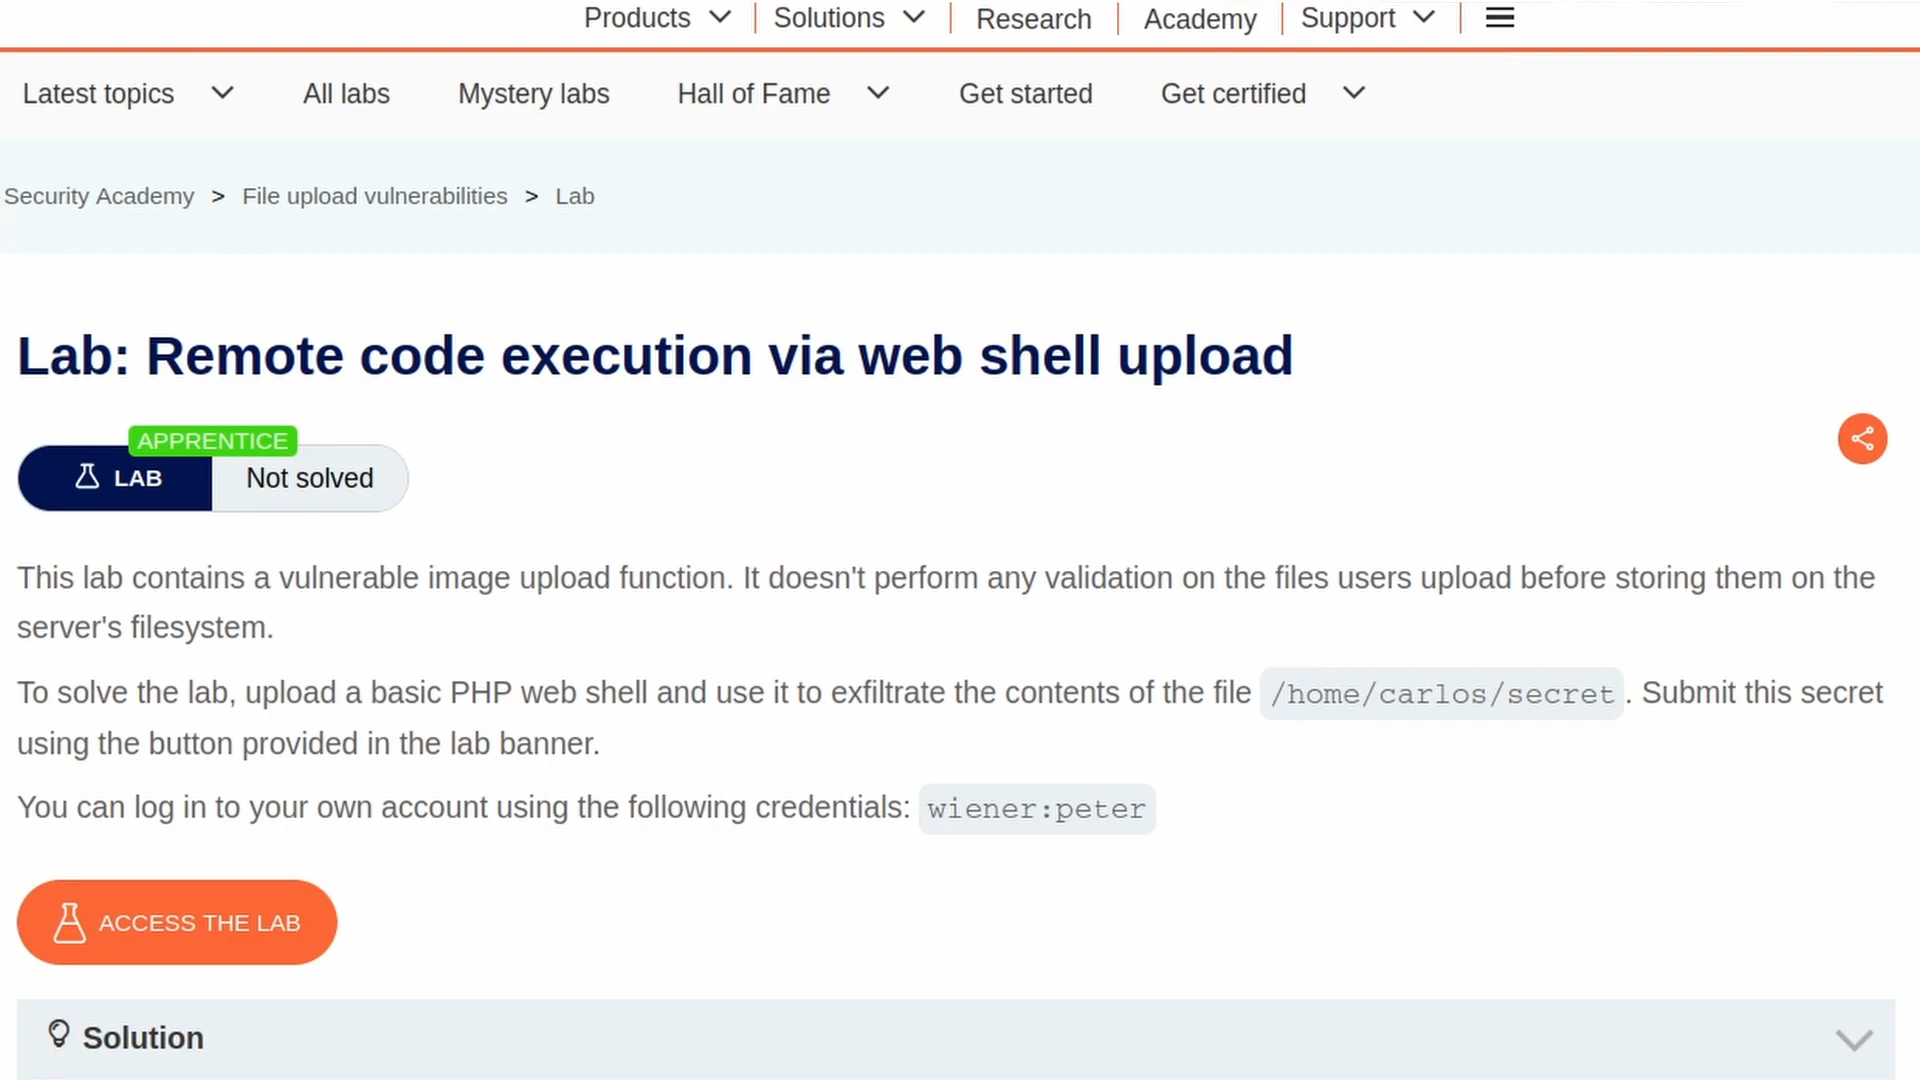 Products Solutions Research Academy Support
Latest topics All labs Mystery labs Hall of Fame Get started Get certified
Security Academy > File upload vulnerabilities > Lab
Lab: Remote code execution via web shell upload
APPRENTICE
LAB Not solved
This lab contains a vulnerable image upload function. It doesn't perform any validation on the files users upload before storing them on the
server's filesystem.
To solve the lab, upload a basic PHP web shell and use it to exfiltrate the contents of the file /home/carlos/secret. Submit this secret
using the button provided in the lab banner.
You can log in to your own account using the following credentials: wiener:peter
ACCESS THE LAB
Solution